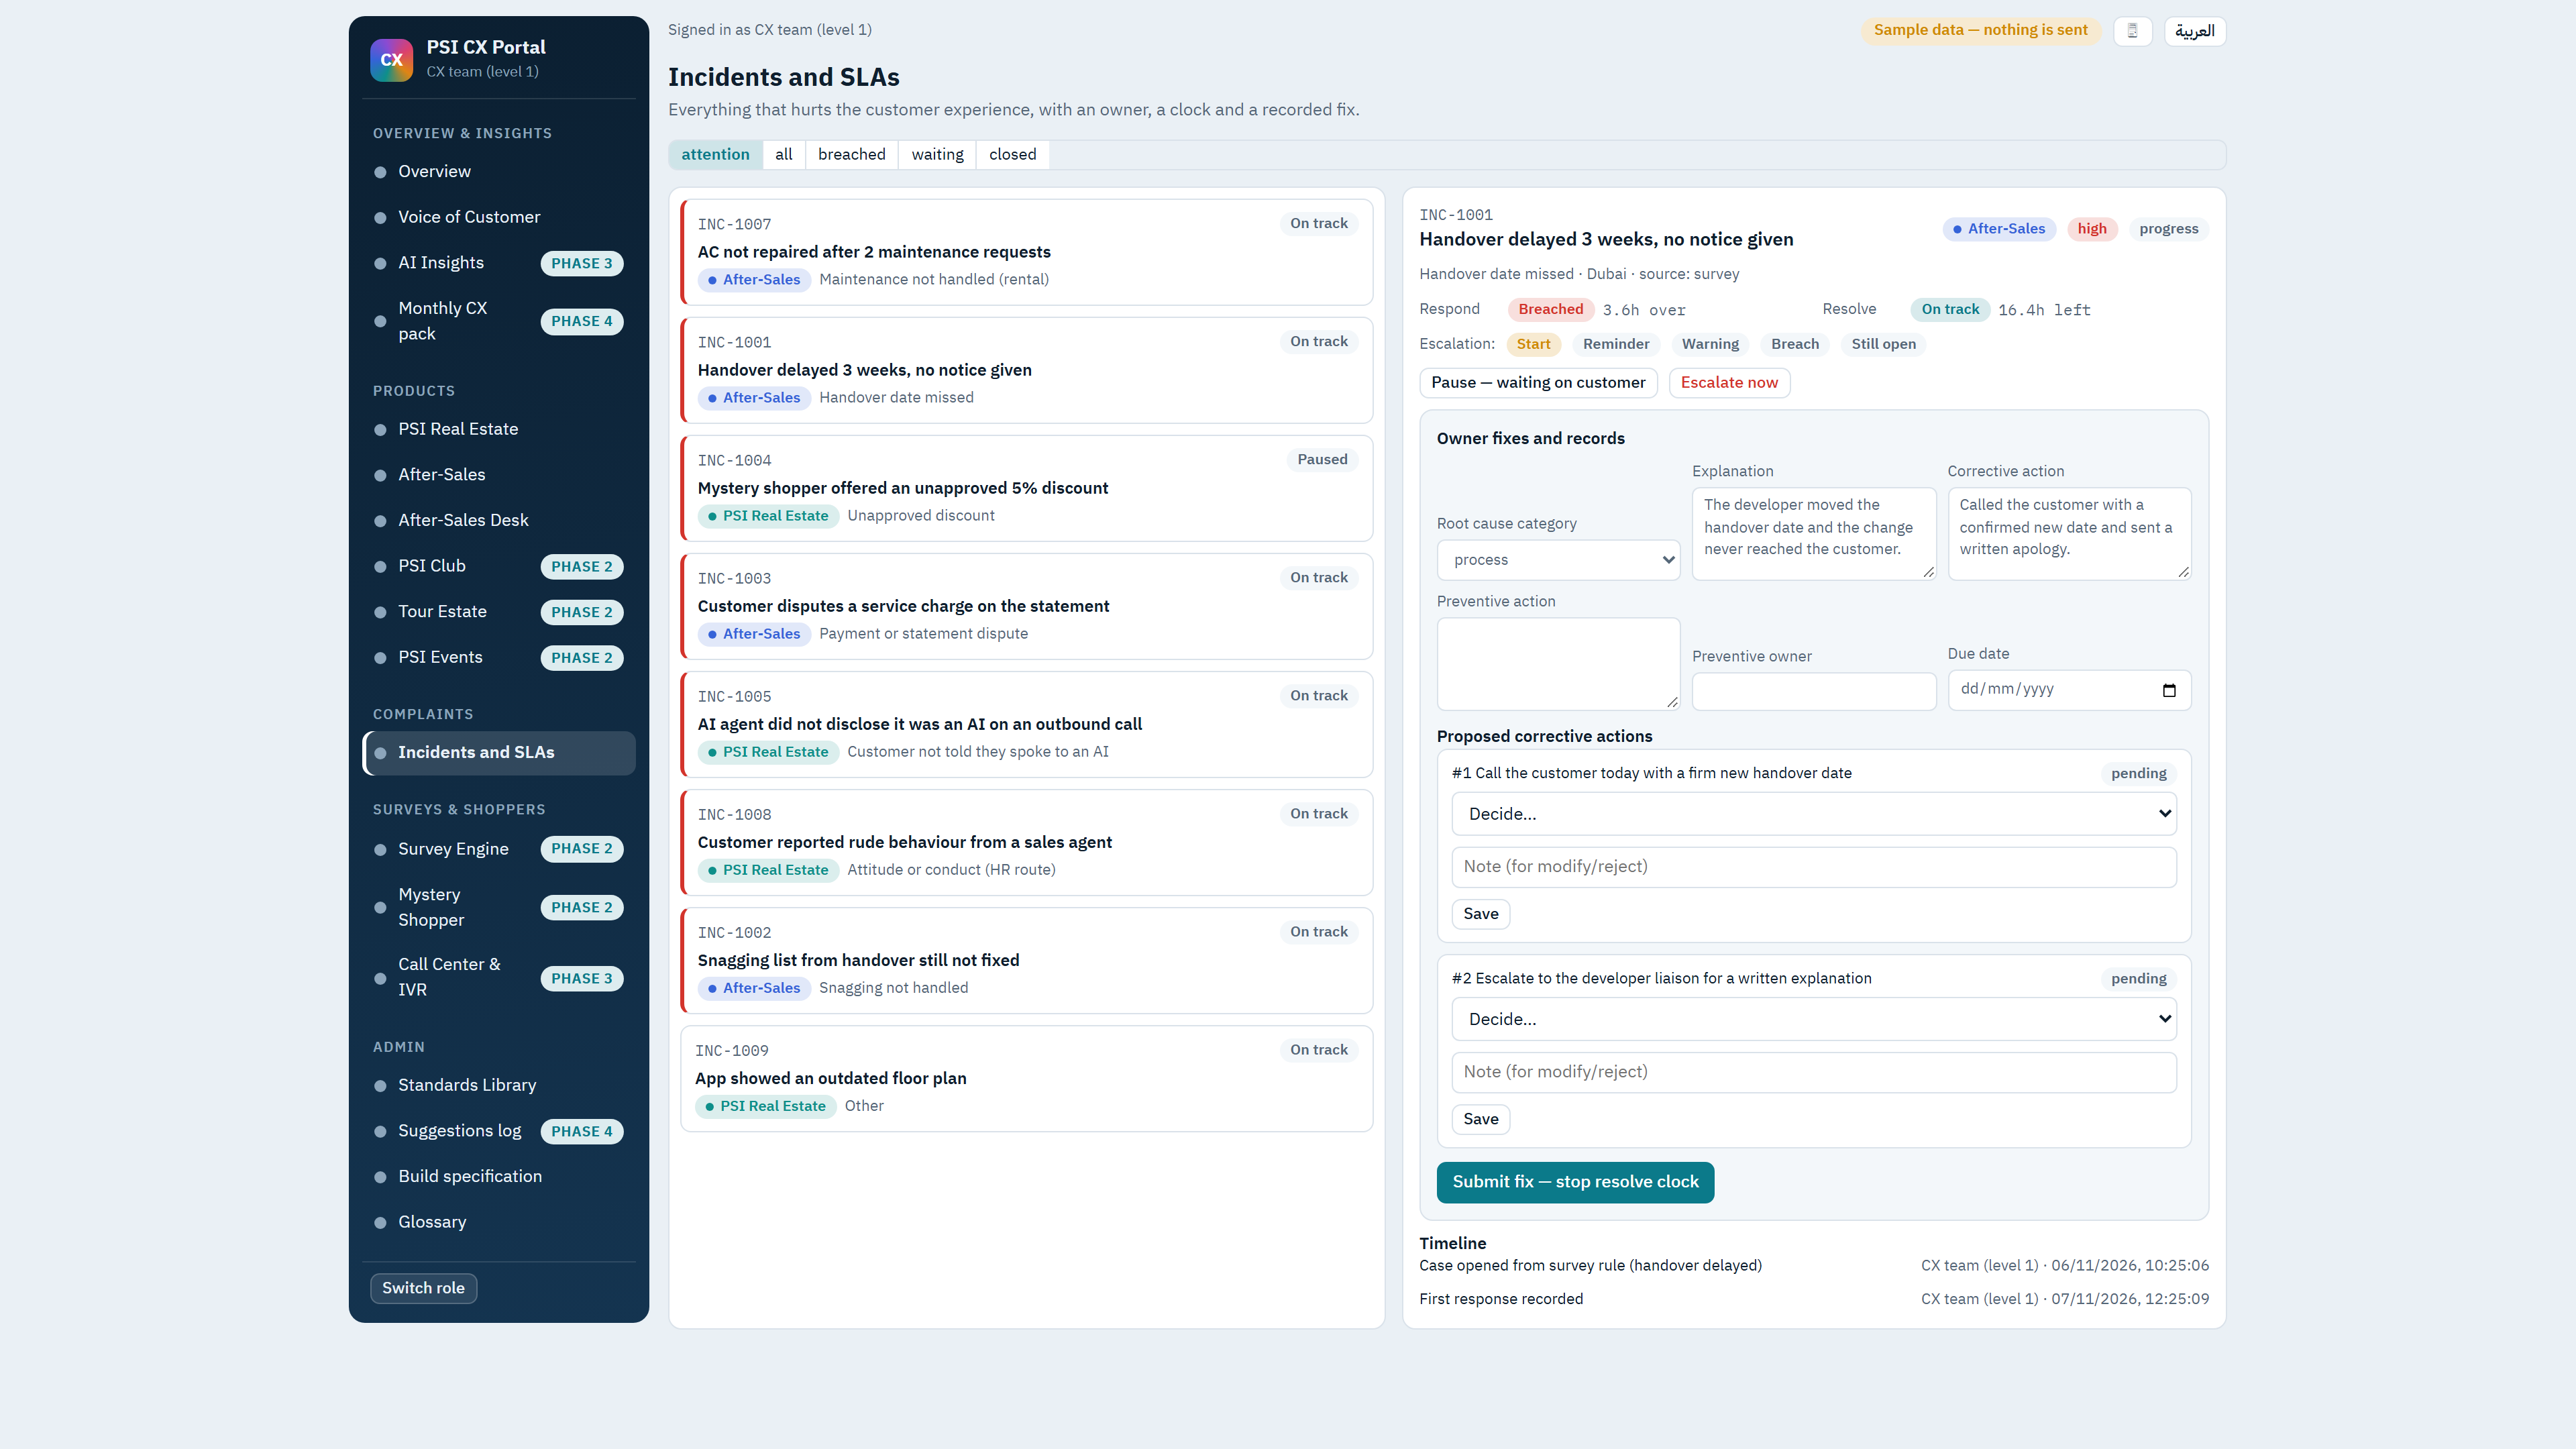 CX
PSI CX Portal
CX team (level 1)
OVERVIEW & INSIGHTS
Overview
Voice of Customer
AI Insights
PHASE 3
Monthly CX
pack
PHASE 4
PRODUCTS
PSI Real Estate
After-Sales
After-Sales Desk
PSI Club
PHASE 2
Tour Estate
PHASE 2
PSI Events
PHASE 2
COMPLAINTS
Incidents and SLAs
SURVEYS & SHOPPERS
Survey Engine
PHASE 2
Mystery
Shopper
PHASE 2
Call Center &
IVR
PHASE 3
ADMIN
Standards Library
Suggestions log
PHASE 4
Build specification
Glossary
Switch role
Signed in as CX team (level 1)
Sample data — nothing is sent
العربية
Incidents and SLAs
Everything that hurts the customer experience, with an owner, a clock and a recorded fix.
attention
all
breached
waiting
closed
INC-1007
On track
AC not repaired after 2 maintenance requests
After-Sales
Maintenance not handled (rental)
INC-1001
On track
Handover delayed 3 weeks, no notice given
After-Sales
Handover date missed
INC-1004
Paused
Mystery shopper offered an unapproved 5% discount
PSI Real Estate
Unapproved discount
INC-1003
On track
Customer disputes a service charge on the statement
After-Sales
Payment or statement dispute
INC-1005
On track
AI agent did not disclose it was an AI on an outbound call
PSI Real Estate
Customer not told they spoke to an AI
INC-1008
On track
Customer reported rude behaviour from a sales agent
PSI Real Estate
Attitude or conduct (HR route)
INC-1002
On track
Snagging list from handover still not fixed
After-Sales
Snagging not handled
INC-1009
On track
App showed an outdated floor plan
PSI Real Estate
Other
INC-1001
Handover delayed 3 weeks, no notice given
After-Sales
high
progress
Handover date missed · Dubai · source: survey
Respond
Breached
3.6h over
Resolve
On track
16.4h left
Escalation:
Start
Reminder
Warning
Breach
Still open
Pause — waiting on customer
Escalate now
Owner fixes and records
Root cause category
process
Explanation
The developer moved the
handover date and the change
never reached the customer.
Corrective action
Called the customer with a
confirmed new date and sent a
written apology.
Preventive action
Preventive owner
Due date
dd/mm/yyyy
Proposed corrective actions
#1 Call the customer today with a firm new handover date
pending
Decide...
Note (for modify/reject)
Save
#2 Escalate to the developer liaison for a written explanation
pending
Decide...
Note (for modify/reject)
Save
Submit fix — stop resolve clock
Timeline
Case opened from survey rule (handover delayed)
CX team (level 1) · 06/11/2026, 10:25:06
First response recorded
CX team (level 1) · 07/11/2026, 12:25:09